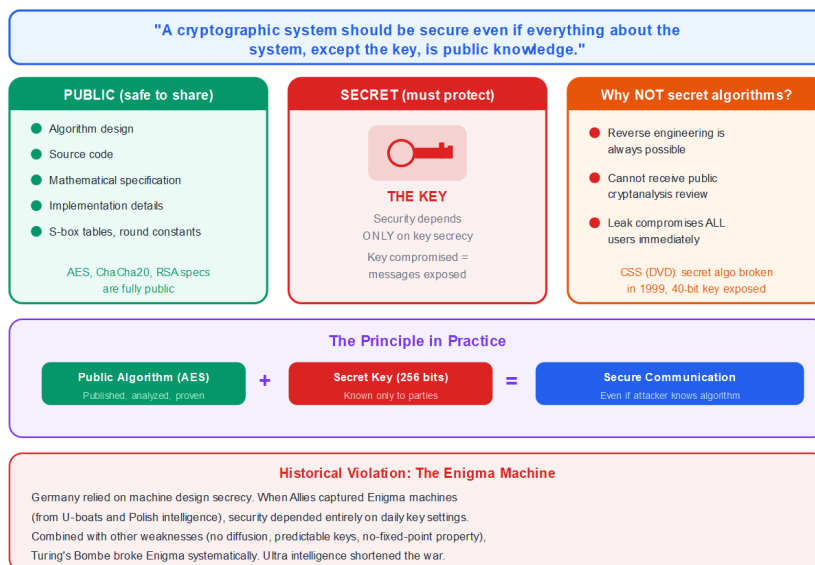 "A cryptographic system should be secure even if everything about the
system, except the key, is public knowledge."
PUBLIC (safe to share)
Algorithm design
Source code
Mathematical specification
Implementation details
S-box tables, round constants
AES, ChaCha20, RSA specs
are fully public
SECRET (must protect)
THE KEY
Security depends
ONLY on key secrecy
Key compromised =
messages exposed
Why NOT secret algorithms?
Reverse engineering is
always possible
Cannot receive public
cryptanalysis review
Leak compromises ALL
users immediately
CSS (DVD): secret algo broken
in 1999, 40-bit key exposed
The Principle in Practice
Public Algorithm (AES)
Published, analyzed, proven
+
Secret Key (256 bits)
Known only to parties
=
Secure Communication
Even if attacker knows algorithm
Historical Violation: The Enigma Machine
Germany relied on machine design secrecy. When Allies captured Enigma machines
(from U-boats and Polish intelligence), security depended entirely on daily key settings.
Combined with other weaknesses (no diffusion, predictable keys, no-fixed-point property),
Turing's Bombe broke Enigma systematically. Ultra intelligence shortened the war.